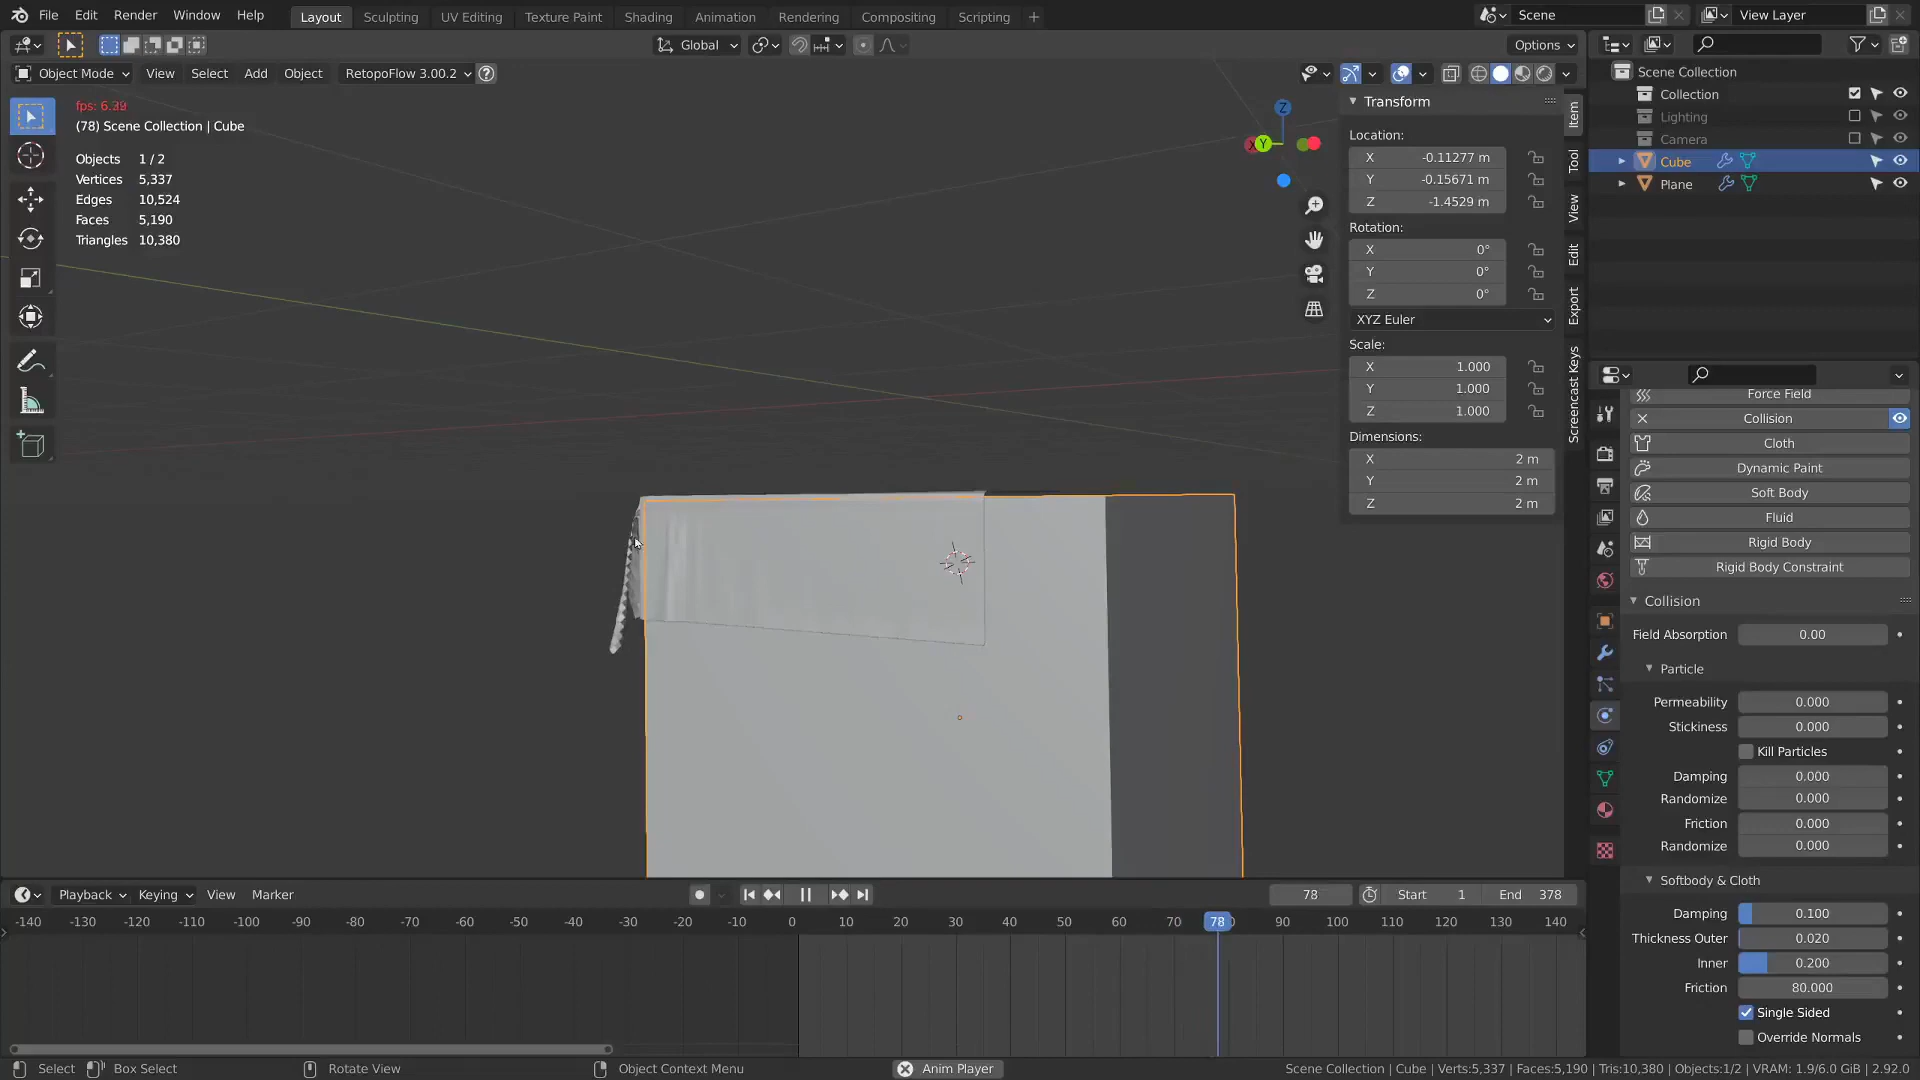 File Edit Render Window Help
Layout Sculpting UV Editing Texture Paint Shading Animation Rendering Compositing Scripting +
Scene
View Layer
Global
Options
Object Mode View Select Add Object RetopoFlow 3.00.2
(78) Scene Collection | Cube
Objects 1 / 2
Vertices 5,337
Edges 10,524
Faces 5,190
Triangles 10,380
Z
Y
X
Transform
Location:
X -0.11277 m
Y -0.15671 m
Z -1.4529 m
Rotation:
X 0°
Y 0°
Z 0°
XYZ Euler
Scale:
X 1.000
Y 1.000
Z 1.000
Dimensions:
X 2 m
Y 2 m
Z 2 m
Item
Tool
View
Edit
Export
Screencast Keys
Scene Collection
Collection
Lighting
Camera
Cube
Plane
Force Field
Collision
Cloth
Dynamic Paint
Soft Body
Fluid
Rigid Body
Rigid Body Constraint
Collision
Field Absorption 0.00
Particle
Permeability 0.000
Stickiness 0.000
Kill Particles
Damping 0.000
Randomize 0.000
Friction 0.000
Randomize 0.000
Softbody & Cloth
Damping 0.100
Thickness Outer 0.020
Inner 0.200
Friction 80.000
Single Sided
Override Normals
Playback Keying View Marker
78 Start 1 End 378
-140 -130 -120 -110 -100 -90 -80 -70 -60 -50 -40 -30 -20 -10 0 10 20 30 40 50 60 70 78 90 100 110 120 130 140
Select Box Select Rotate View Object Context Menu Anim Player
Scene Collection | Cube | Verts:5,337 | Faces:5,190 | Tris:10,380 | Objects:1/2 | VRAM: 1.9/6.0 GiB | 2.92.0